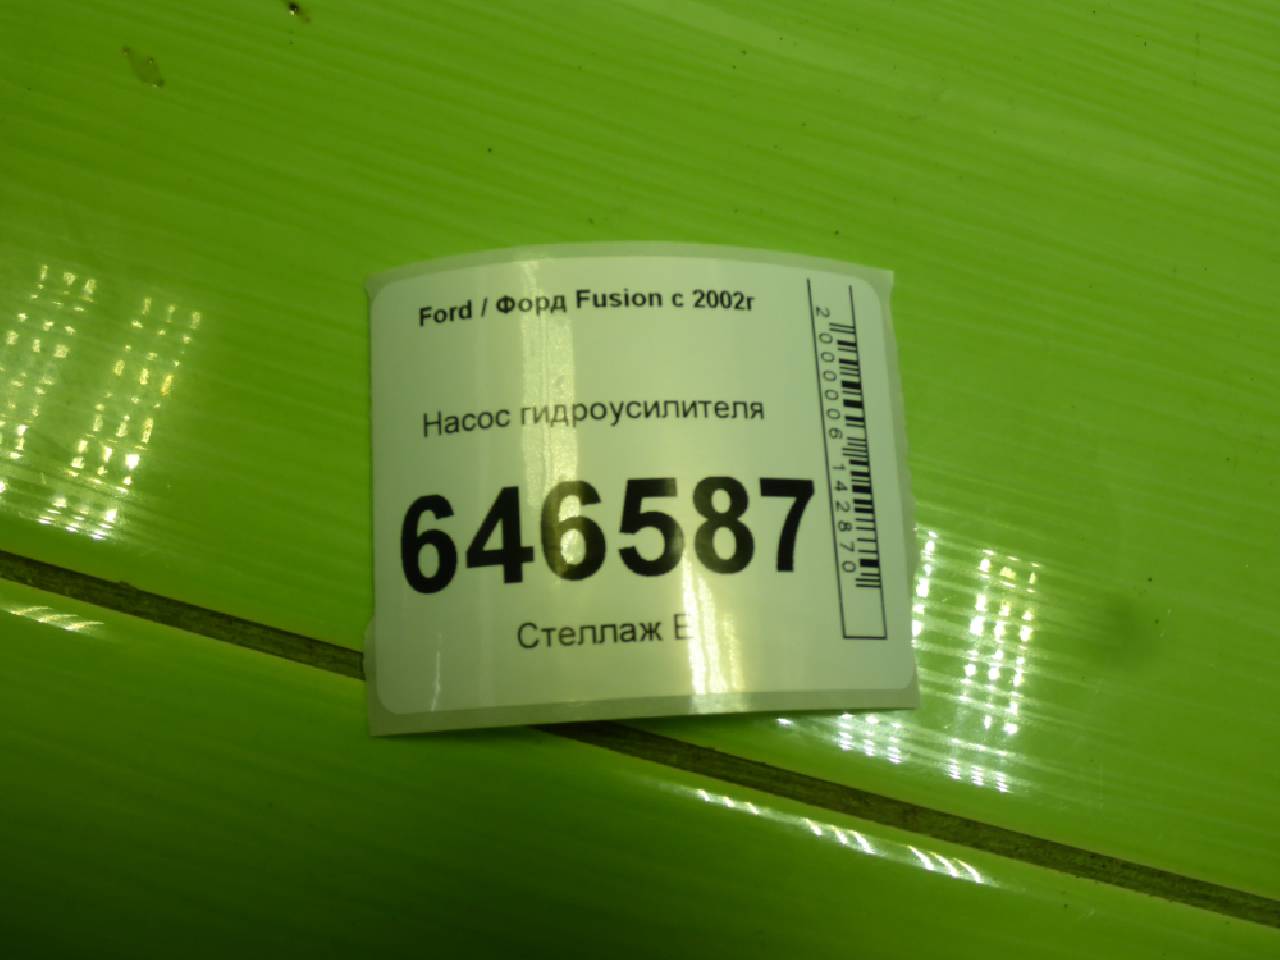 Ford / Форд Fusion с 2002г
Насос гидроусилителя
646587
Стеллаж Е
2000006142870